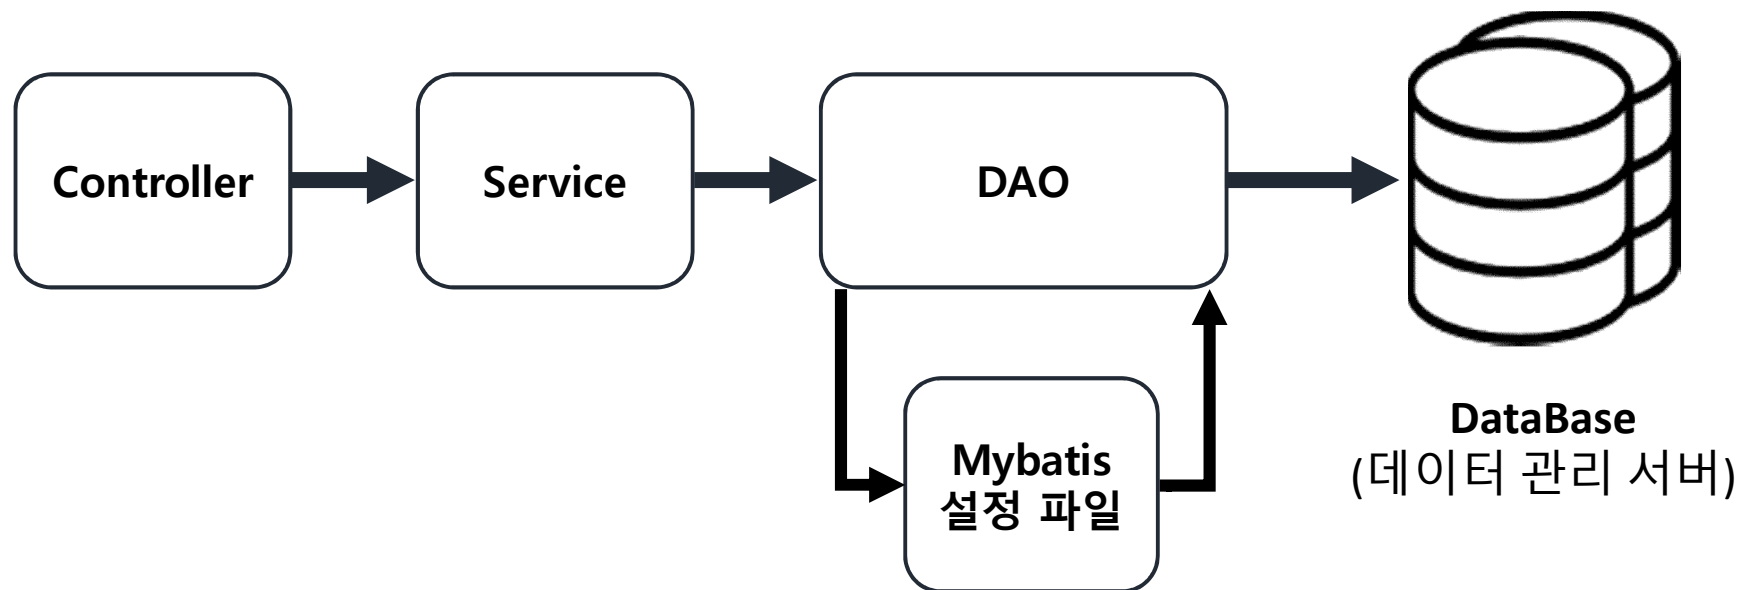 Controller
Service
DAO
Mybatis
설정 파일
DataBase
(데이터 관리 서버)